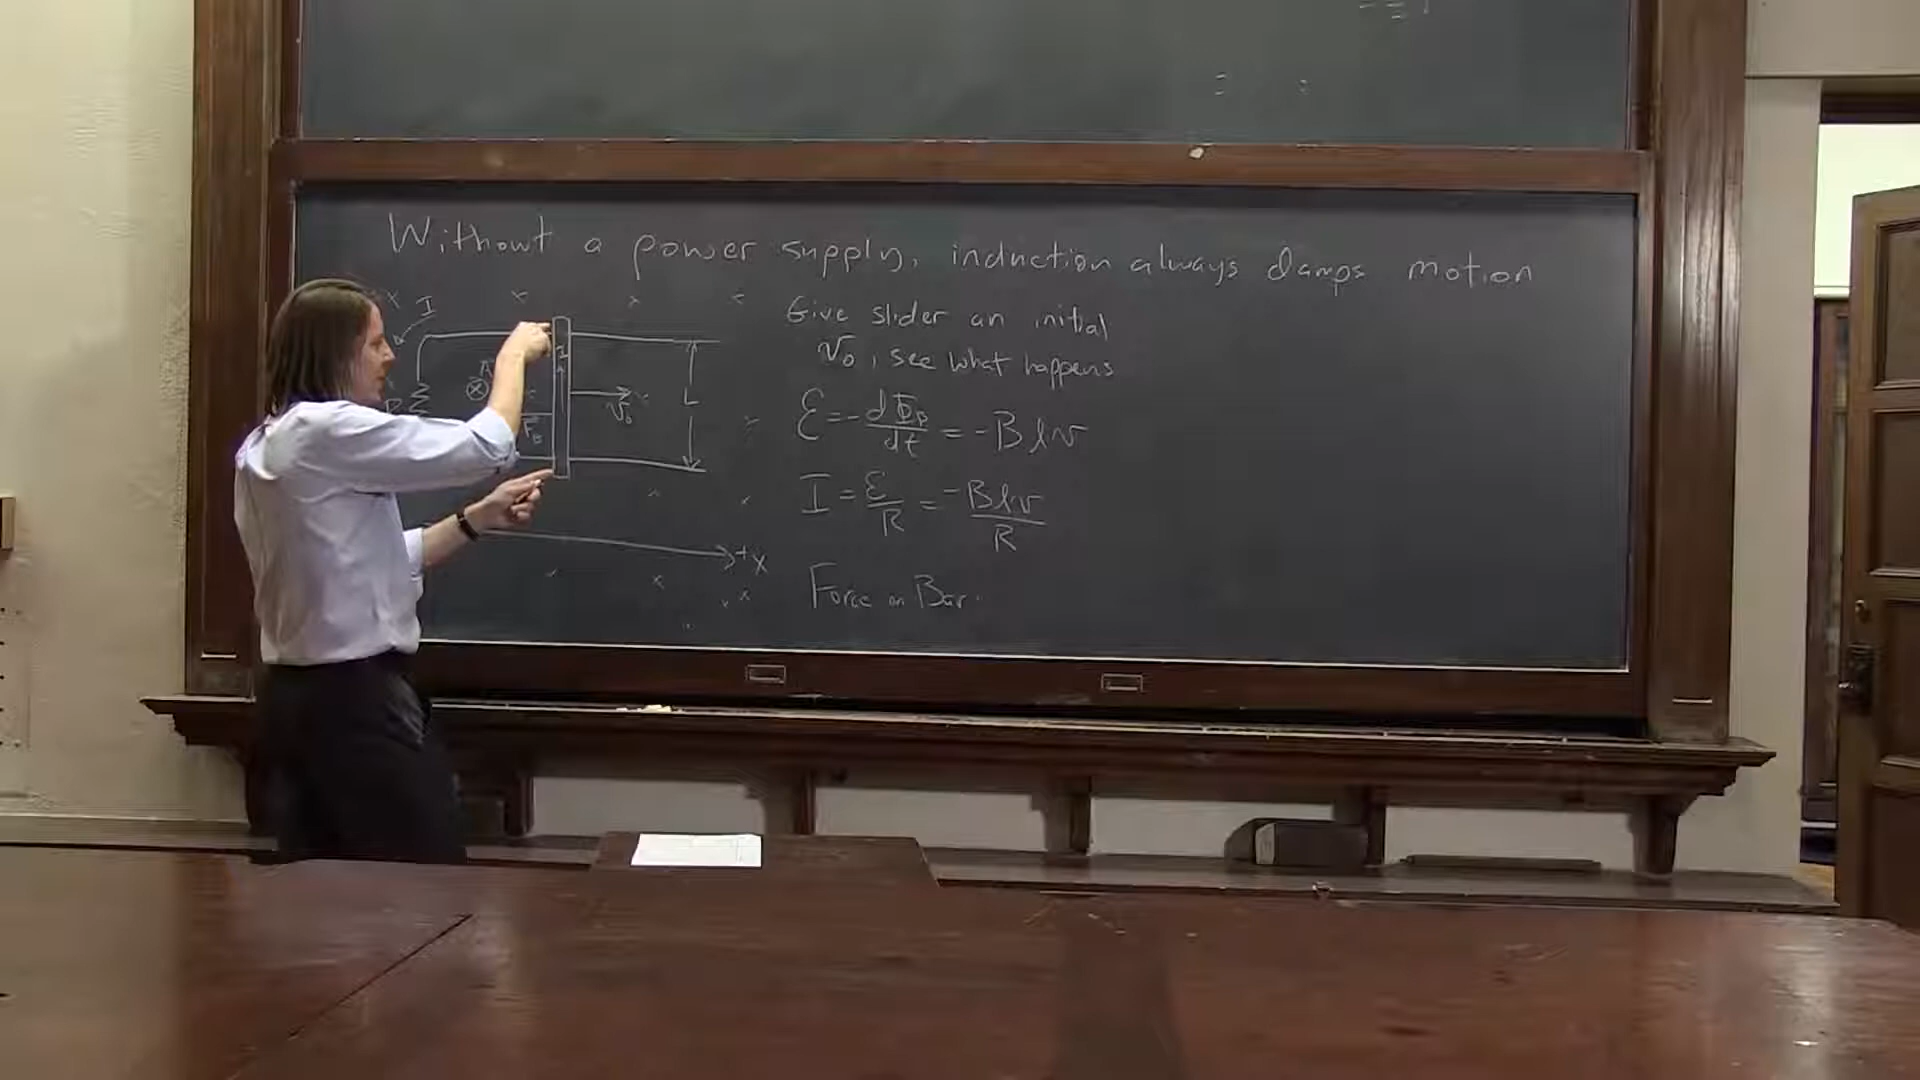 Without a power supply, induction always damps motion
I
Give slider an initial
v₀, see what happens
R
v₀
L
F_B
ℰ = -dΦ_B/dt = -Blv
I = ℰ/R = -Blv/R
+x
Force on Bar: